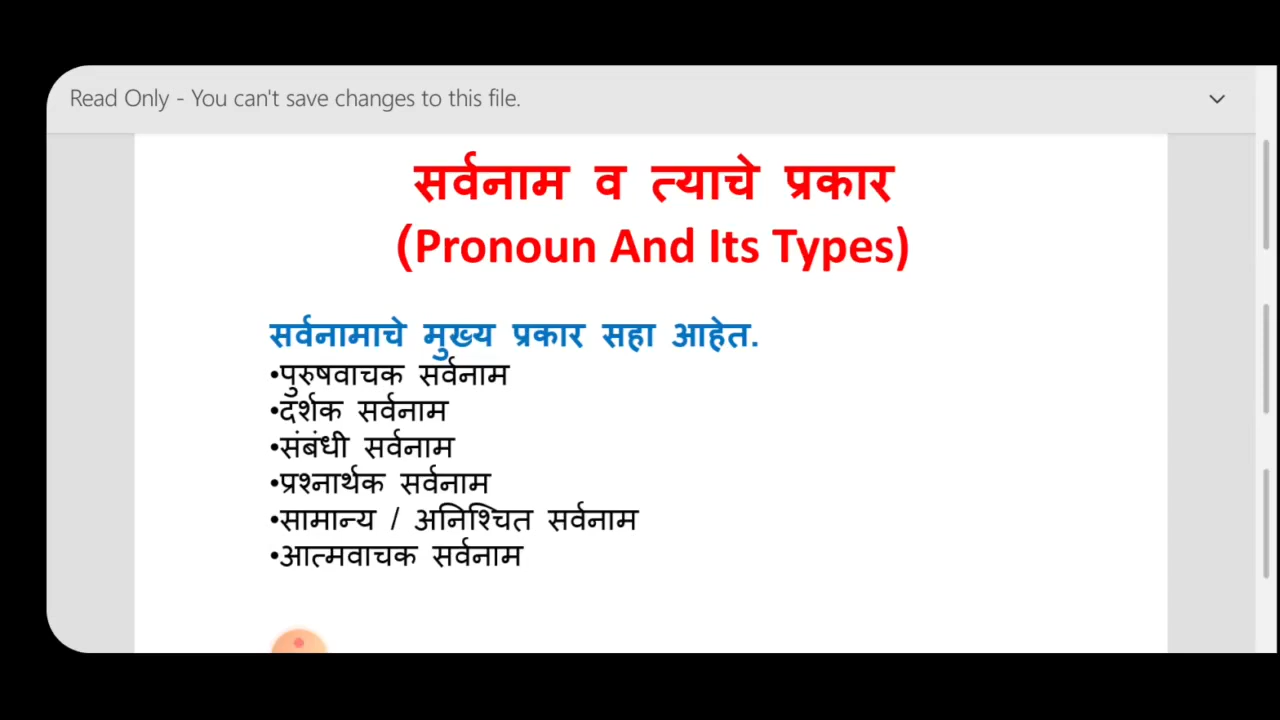 Read Only - You can't save changes to this file.
सर्वनाम व त्याचे प्रकार
(Pronoun And Its Types)
सर्वनामाचे मुख्य प्रकार सहा आहेत.
•पुरुषवाचक सर्वनाम
•दर्शक सर्वनाम
•संबंधी सर्वनाम
•प्रश्नार्थक सर्वनाम
•सामान्य / अनिश्चित सर्वनाम
•आत्मवाचक सर्वनाम